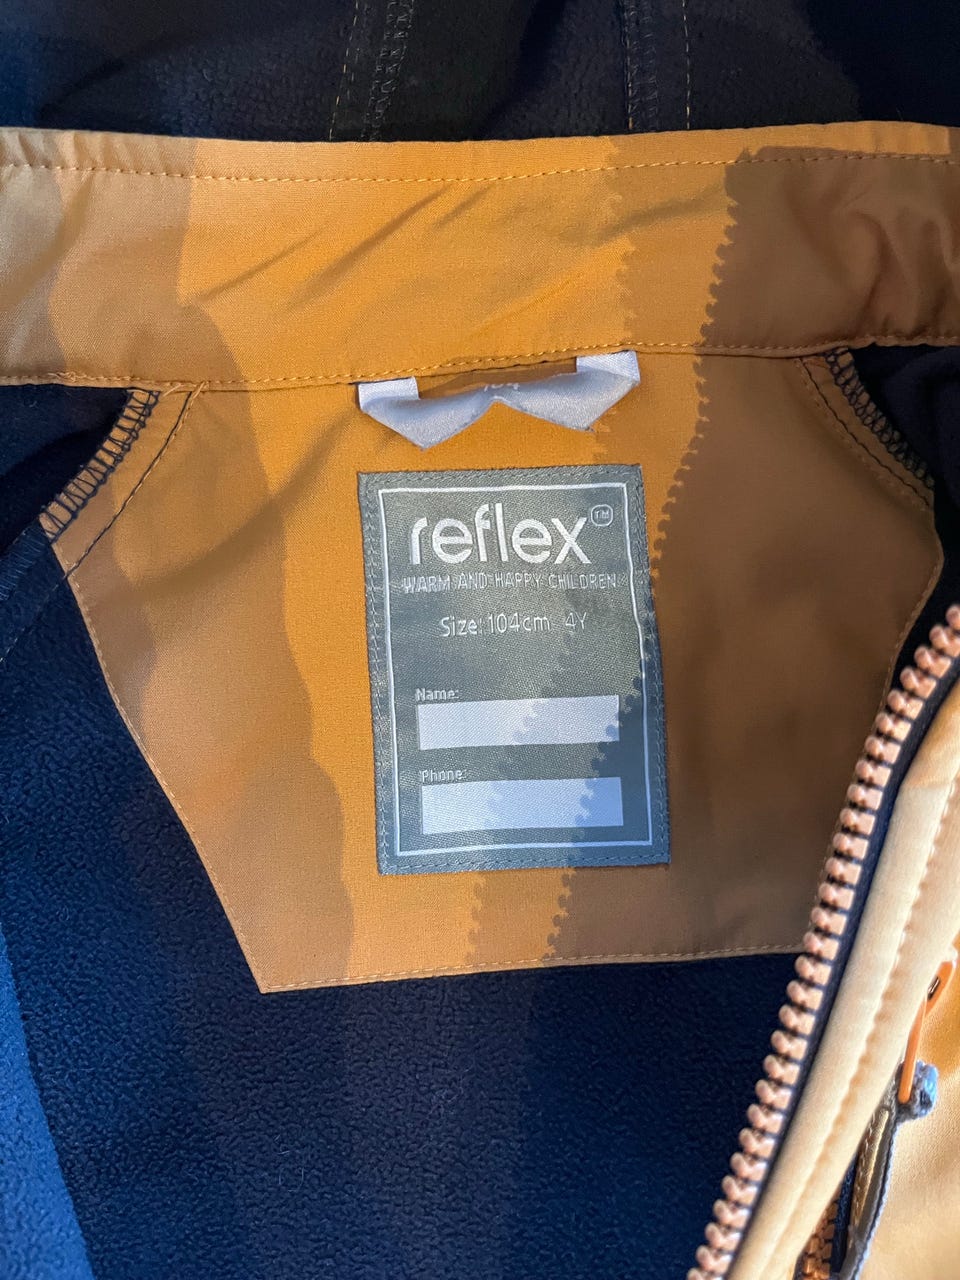 reflex™
WARM AND HAPPY CHILDREN
Size: 104cm 4Y
Name:
Phone: